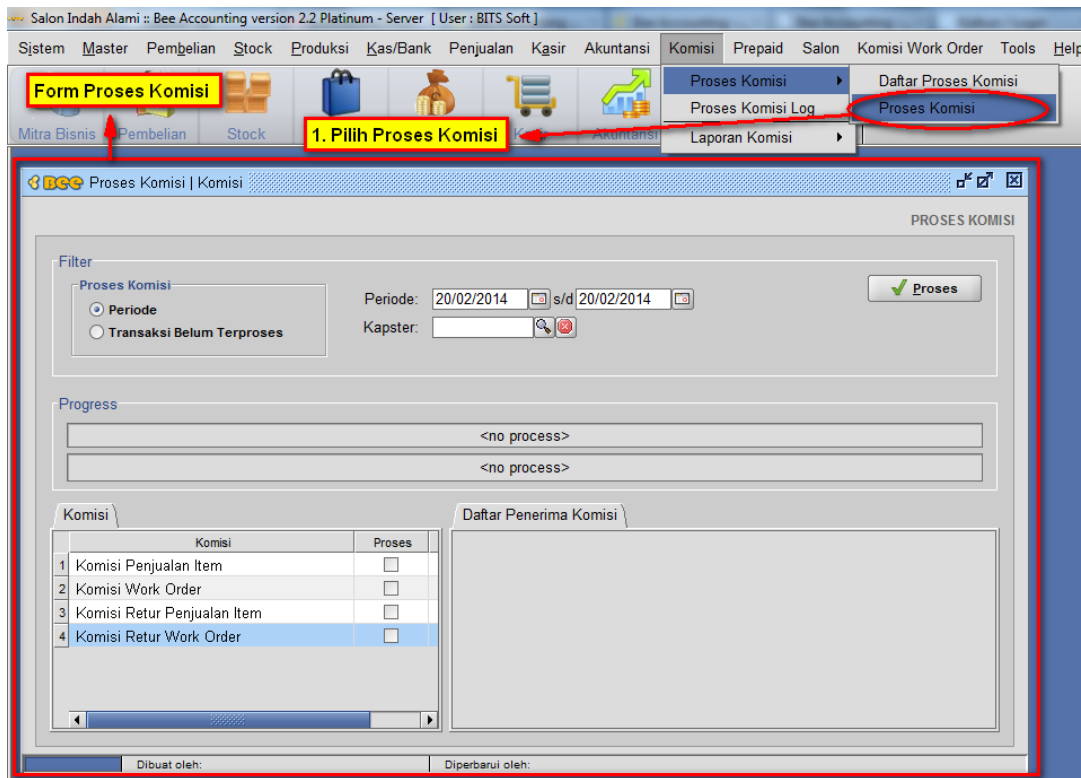 Salon Indah Alami :: Bee Accounting version 2.2 Platinum - Server [ User : BITS Soft ]
Sistem Master Pembelian Stock Produksi Kas/Bank Penjualan Kasir Akuntansi Komisi Prepaid Salon Komisi Work Order Tools Help
Proses Komisi Daftar Proses Komisi
Form Proses Komisi
Proses Komisi Log Proses Komisi
Mitra Bisnis Pembelian Stock 1. Pilih Proses Komisi Akuntansi Laporan Komisi
Bee Proses Komisi | Komisi
PROSES KOMISI
Filter
Proses Komisi
Periode
Transaksi Belum Terproses
Periode: 20/02/2014 s/d 20/02/2014
Kapster:
Proses
Progress
<no process>
<no process>
Komisi Daftar Penerima Komisi
Komisi Proses
1 Komisi Penjualan Item
2 Komisi Work Order
3 Komisi Retur Penjualan Item
4 Komisi Retur Work Order
Dibuat oleh: Diperbarui oleh: